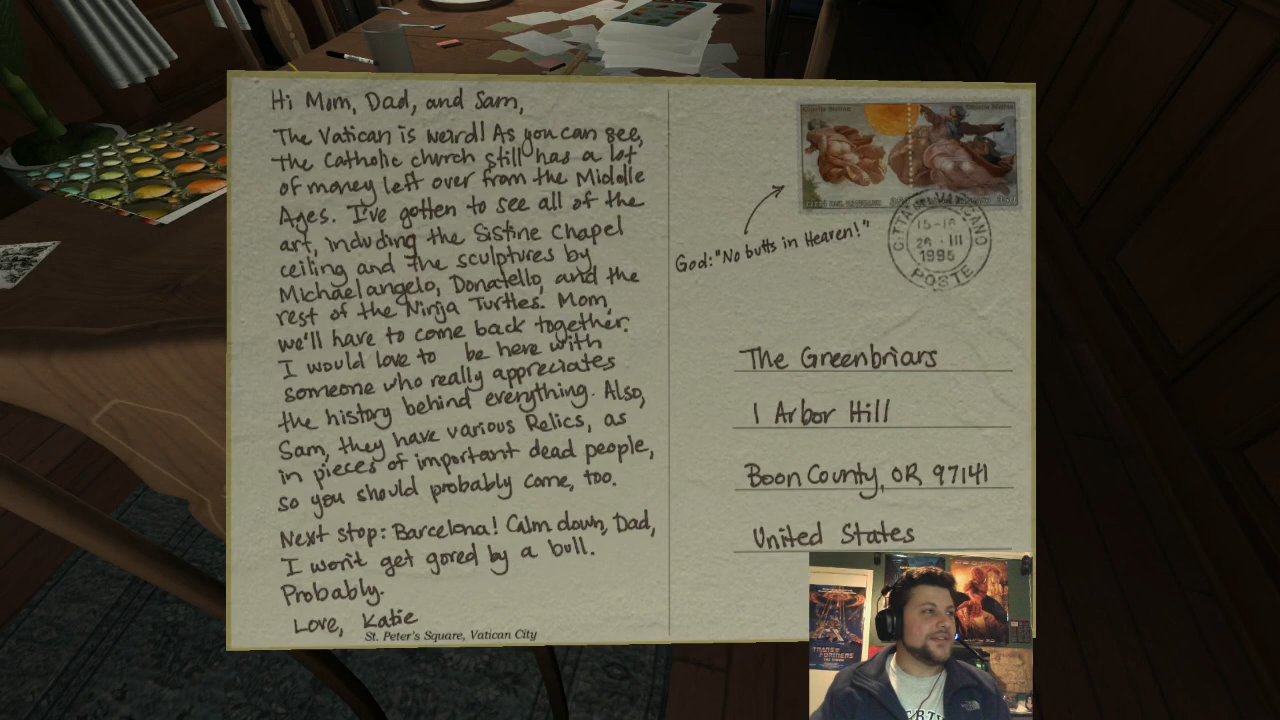 Hi Mom, Dad, and Sam,
The Vatican is weird! As you can see,
the Catholic church still has a lot
of money left over from the Middle
Ages. I've gotten to see all of the
art, including the Sistine Chapel
ceiling and the sculptures by
Michaelangelo, Donatello, and the
rest of the Ninja Turtles. Mom,
we'll have to come back together.
I would love to be here with
someone who really appreciates
the history behind everything. Also,
Sam, they have various Relics, as
in pieces of important dead people,
so you should probably come, too.
Next stop: Barcelona! Calm down, Dad,
I won't get gored by a bull.
Probably.
Love, Katie
St. Peter's Square, Vatican City
God: "No butts in Heaven!"
CITTA DEL VATICANO
15-16
26 · III
1995
POSTE
The Greenbriars
1 Arbor Hill
Boon County, OR 97141
United States
TRANSFORMERS